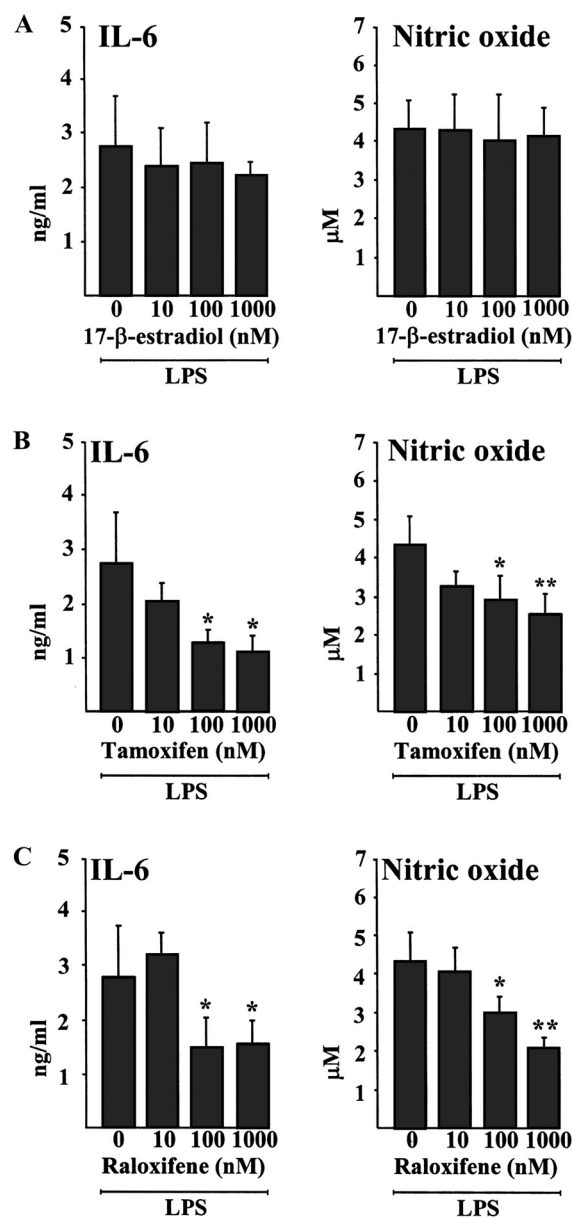 A
IL-6
Nitric oxide
5
4
3
2
1
ng/ml
0 10 100 1000
17-β-estradiol (nM)
LPS
7
6
5
4
3
2
1
μM
0 10 100 1000
17-β-estradiol (nM)
LPS
B
IL-6
Nitric oxide
5
4
3
2
1
ng/ml
* *
0 10 100 1000
Tamoxifen (nM)
LPS
7
6
5
4
3
2
1
μM
* **
0 10 100 1000
Tamoxifen (nM)
LPS
C
IL-6
Nitric oxide
5
4
3
2
1
ng/ml
* *
0 10 100 1000
Raloxifene (nM)
LPS
7
6
5
4
3
2
1
μM
* **
0 10 100 1000
Raloxifene (nM)
LPS